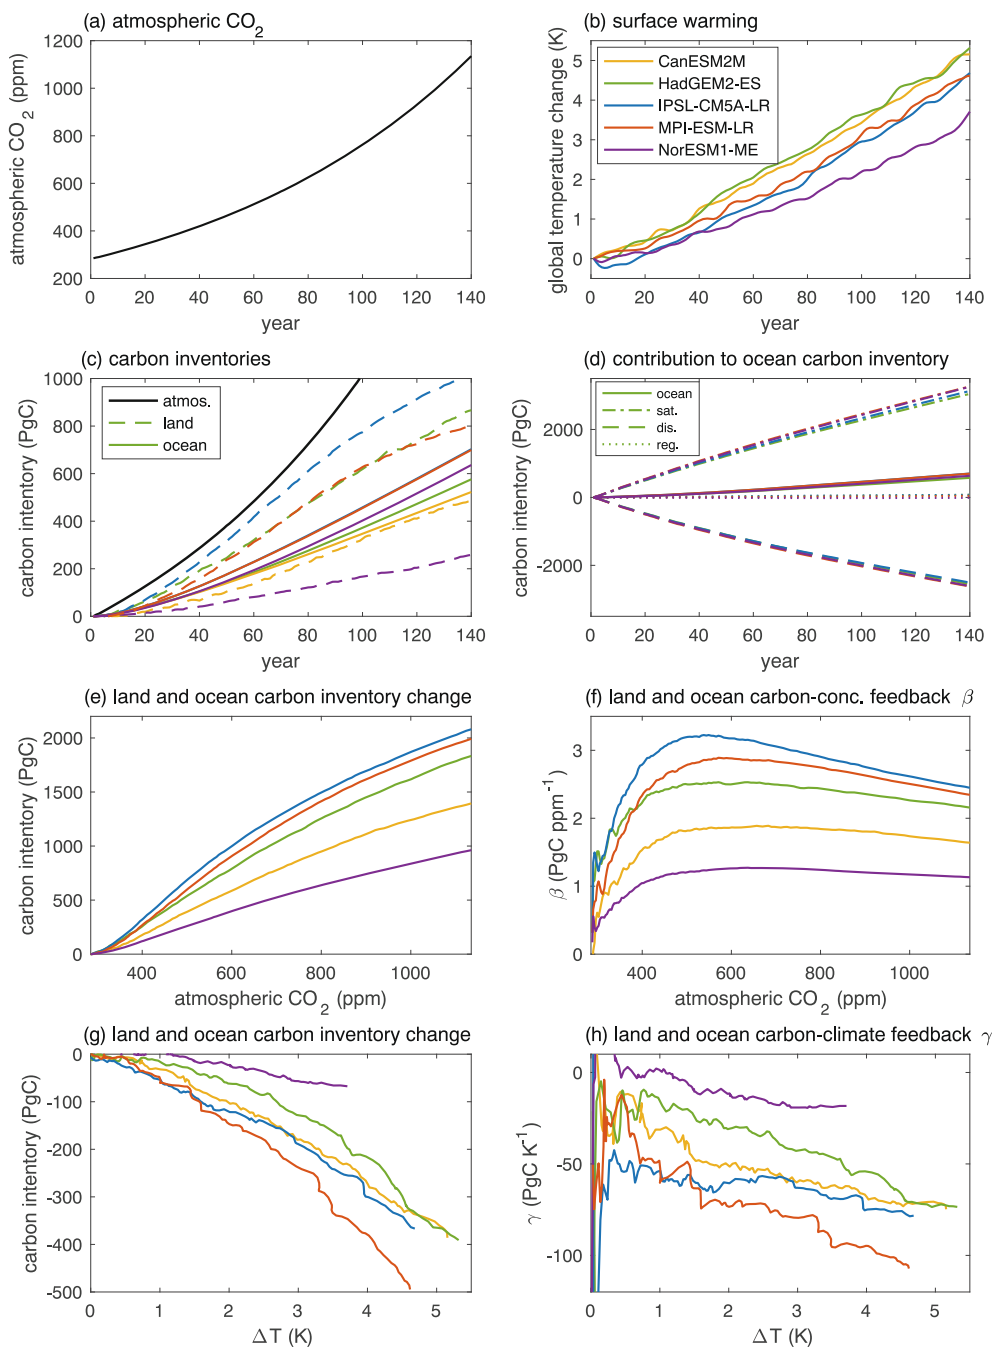 (a) atmospheric CO2
atmospheric CO2 (ppm)
1200
1000
800
600
400
200
0 20 40 60 80 100 120 140
year
(b) surface warming
global temperature change (K)
5
4
3
2
1
0
CanESM2M
HadGEM2-ES
IPSL-CM5A-LR
MPI-ESM-LR
NorESM1-ME
0 20 40 60 80 100 120 140
year
(c) carbon inventories
carbon inventory (PgC)
1000
800
600
400
200
0
atmos.
land
ocean
0 20 40 60 80 100 120 140
year
(d) contribution to ocean carbon inventory
carbon inventory (PgC)
2000
0
-2000
ocean
sat.
dis.
reg.
0 20 40 60 80 100 120 140
year
(e) land and ocean carbon inventory change
carbon inventory (PgC)
2000
1500
1000
500
0
400 600 800 1000
atmospheric CO2 (ppm)
(f) land and ocean carbon-conc. feedback β
β (PgC ppm-1)
3
2
1
0
400 600 800 1000
atmospheric CO2 (ppm)
(g) land and ocean carbon inventory change
carbon inventory (PgC)
0
-100
-200
-300
-400
-500
0 1 2 3 4 5
ΔT (K)
(h) land and ocean carbon-climate feedback γ
γ (PgC K-1)
0
-50
-100
0 1 2 3 4 5
ΔT (K)